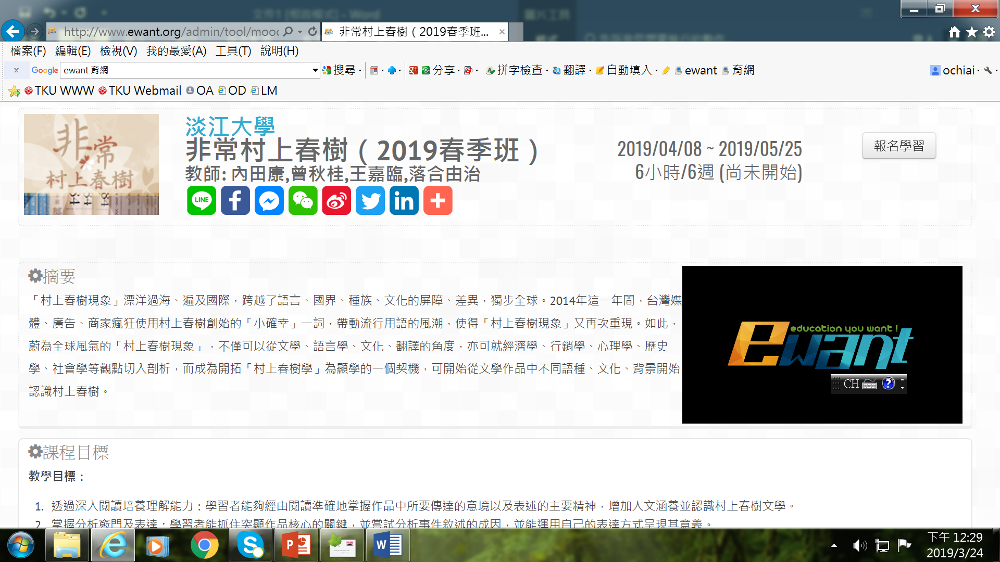 文件1 [相容模式] - Word
圖片工具
http://www.ewant.org/admin/tool/mooc
非常村上春樹（2019春季班...
檔案(F) 編輯(E) 檢視(V) 我的最愛(A) 工具(T) 說明(H)
x Google ewant 育網 搜尋 分享 拼字檢查 翻譯 自動填入 ewant 育網 ochiai
TKU WWW TKU Webmail OA OD LM
非常
村上春樹
淡江大學
非常村上春樹（2019春季班）
教師: 內田康,曾秋桂,王嘉臨,落合由治
LINE
2019/04/08 ~ 2019/05/25
6小時/6週 (尚未開始)
報名學習
摘要
「村上春樹現象」漂洋過海、遍及國際，跨越了語言、國界、種族、文化的屏障、差異，獨步全球。2014年這一年間，台灣媒
體、廣告、商家瘋狂使用村上春樹創始的「小確幸」一詞，帶動流行用語的風潮，使得「村上春樹現象」又再次重現。如此，
蔚為全球風氣的「村上春樹現象」，不僅可以從文學、語言學、文化、翻譯的角度，亦可就經濟學、行銷學、心理學、歷史
學、社會學等觀點切入剖析，而成為開拓「村上春樹學」為顯學的一個契機，可開始從文學作品中不同語種、文化、背景開始
認識村上春樹。
education you want !
ewant
CH
課程目標
教學目標：
1. 透過深入閱讀培養理解能力：學習者能夠經由閱讀準確地掌握作品中所要傳達的意境以及表述的主要精神，增加人文涵養並認識村上春樹文學。
2. 掌握分析竅門及表達：學習者能抓住突顯作品核心的關鍵，並嘗試分析事件敘述的成因，並能運用自己的表達方式呈現其意義。
下午 12:29
2019/3/24